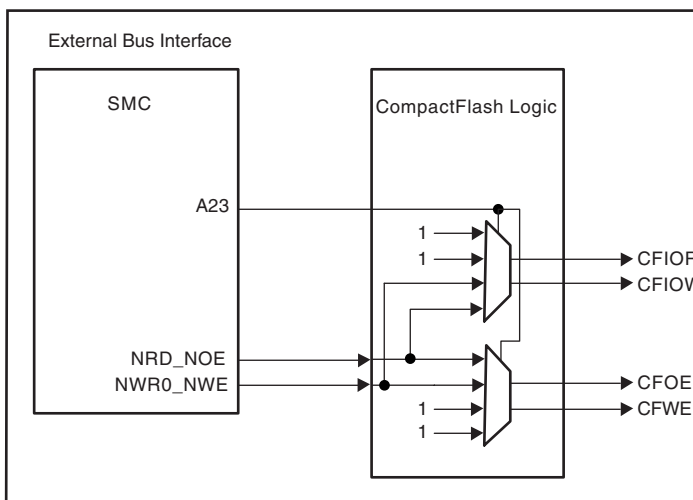 External Bus Interface
SMC
CompactFlash Logic
A23
1
1
CFIOR
CFIOW
NRD_NOE
NWR0_NWE
CFOE
1
CFWE
1